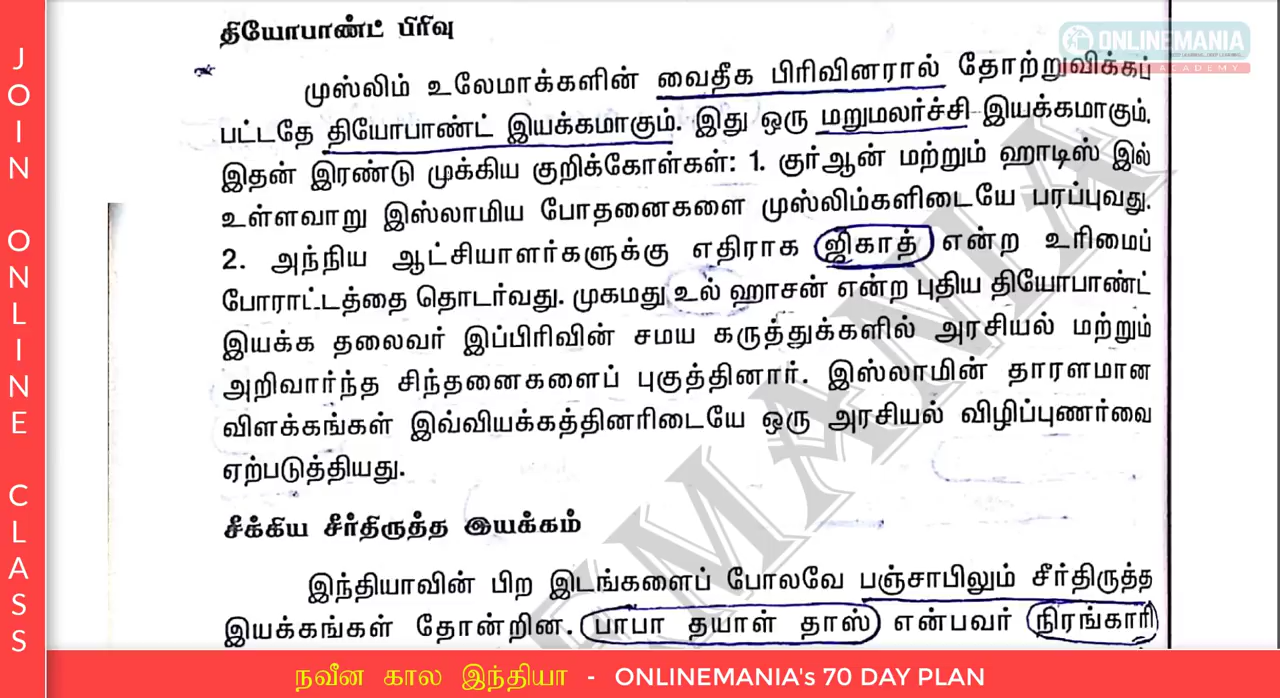 JOIN ONLINE CLASS
ONLINEMANIA
ACADEMY
தியோபாண்ட் பிரிவு
முஸ்லிம் உலேமாக்களின் வைதீக பிரிவினரால் தோற்றுவிக்கப்
பட்டதே தியோபாண்ட் இயக்கமாகும். இது ஒரு மறுமலர்ச்சி இயக்கமாகும்.
இதன் இரண்டு முக்கிய குறிக்கோள்கள்: 1. குர்ஆன் மற்றும் ஹாடிஸ் இல்
உள்ளவாறு இஸ்லாமிய போதனைகளை முஸ்லிம்களிடையே பரப்புவது.
2. அந்நிய ஆட்சியாளர்களுக்கு எதிராக ஜிகாத் என்ற உரிமைப்
போராட்டத்தை தொடர்வது. முகமது உல் ஹாசன் என்ற புதிய தியோபாண்ட்
இயக்க தலைவர் இப்பிரிவின் சமய கருத்துக்களில் அரசியல் மற்றும்
அறிவார்ந்த சிந்தனைகளைப் புகுத்தினார். இஸ்லாமின் தாரளமான
விளக்கங்கள் இவ்வியக்கத்தினரிடையே ஒரு அரசியல் விழிப்புணர்வை
ஏற்படுத்தியது.
சீக்கிய சீர்திருத்த இயக்கம்
இந்தியாவின் பிற இடங்களைப் போலவே பஞ்சாபிலும் சீர்திருத்த
இயக்கங்கள் தோன்றின. பாபா தயாள் தாஸ் என்பவர் நிரங்காரி
நவீன கால இந்தியா - ONLINEMANIA's 70 DAY PLAN